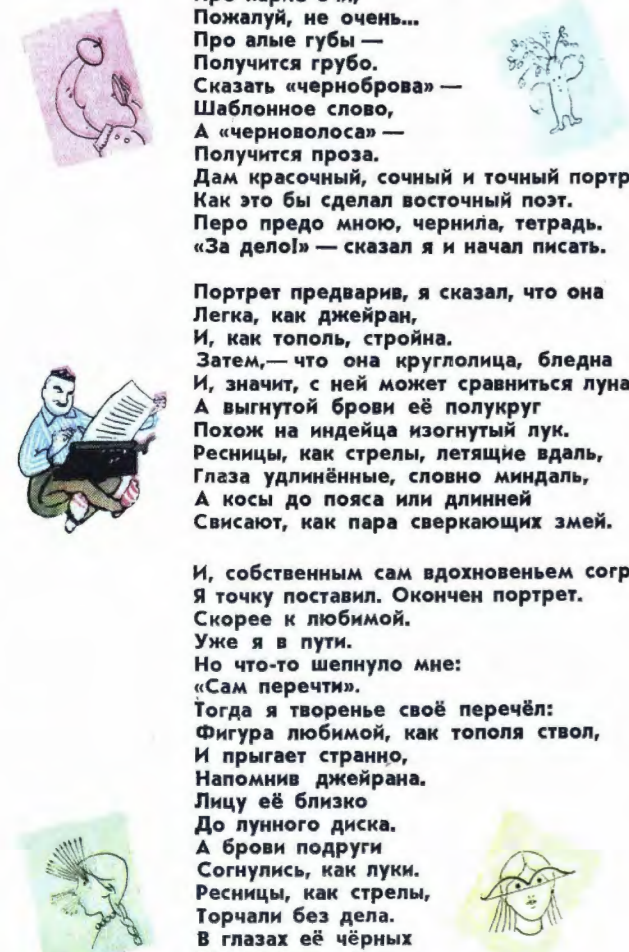 Пожалуй, не очень...
Про алые губы —
Получится грубо.
Сказать «черноброва» —
Шаблонное слово,
А «черноволоса» —
Получится проза.
Дам красочный, сочный и точный портр
Как это бы сделал восточный поэт.
Перо предо мною, чернила, тетрадь.
«За дело!» — сказал я и начал писать.

Портрет предварив, я сказал, что она
Легка, как джейран,
И, как тополь, стройна.
Затем,— что она круглолица, бледна
И, значит, с ней может сравниться луна
А выгнутой брови её полукруг
Похож на индейца изогнутый лук.
Ресницы, как стрелы, летящие вдаль,
Глаза удлинённые, словно миндаль,
А косы до пояса или длинней
Свисают, как пара сверкающих змей.

И, собственным сам вдохновеньем согр
Я точку поставил. Окончен портрет.
Скорее к любимой.
Уже я в пути.
Но что-то шепнуло мне:
«Сам перечти».
Тогда я творенье своё перечёл:
Фигура любимой, как тополя ствол,
И прыгает странно,
Напомнив джейрана.
Лицу её близко
До лунного диска.
А брови подруги
Согнулись, как луки.
Ресницы, как стрелы,
Торчали без дела.
В глазах её чёрных